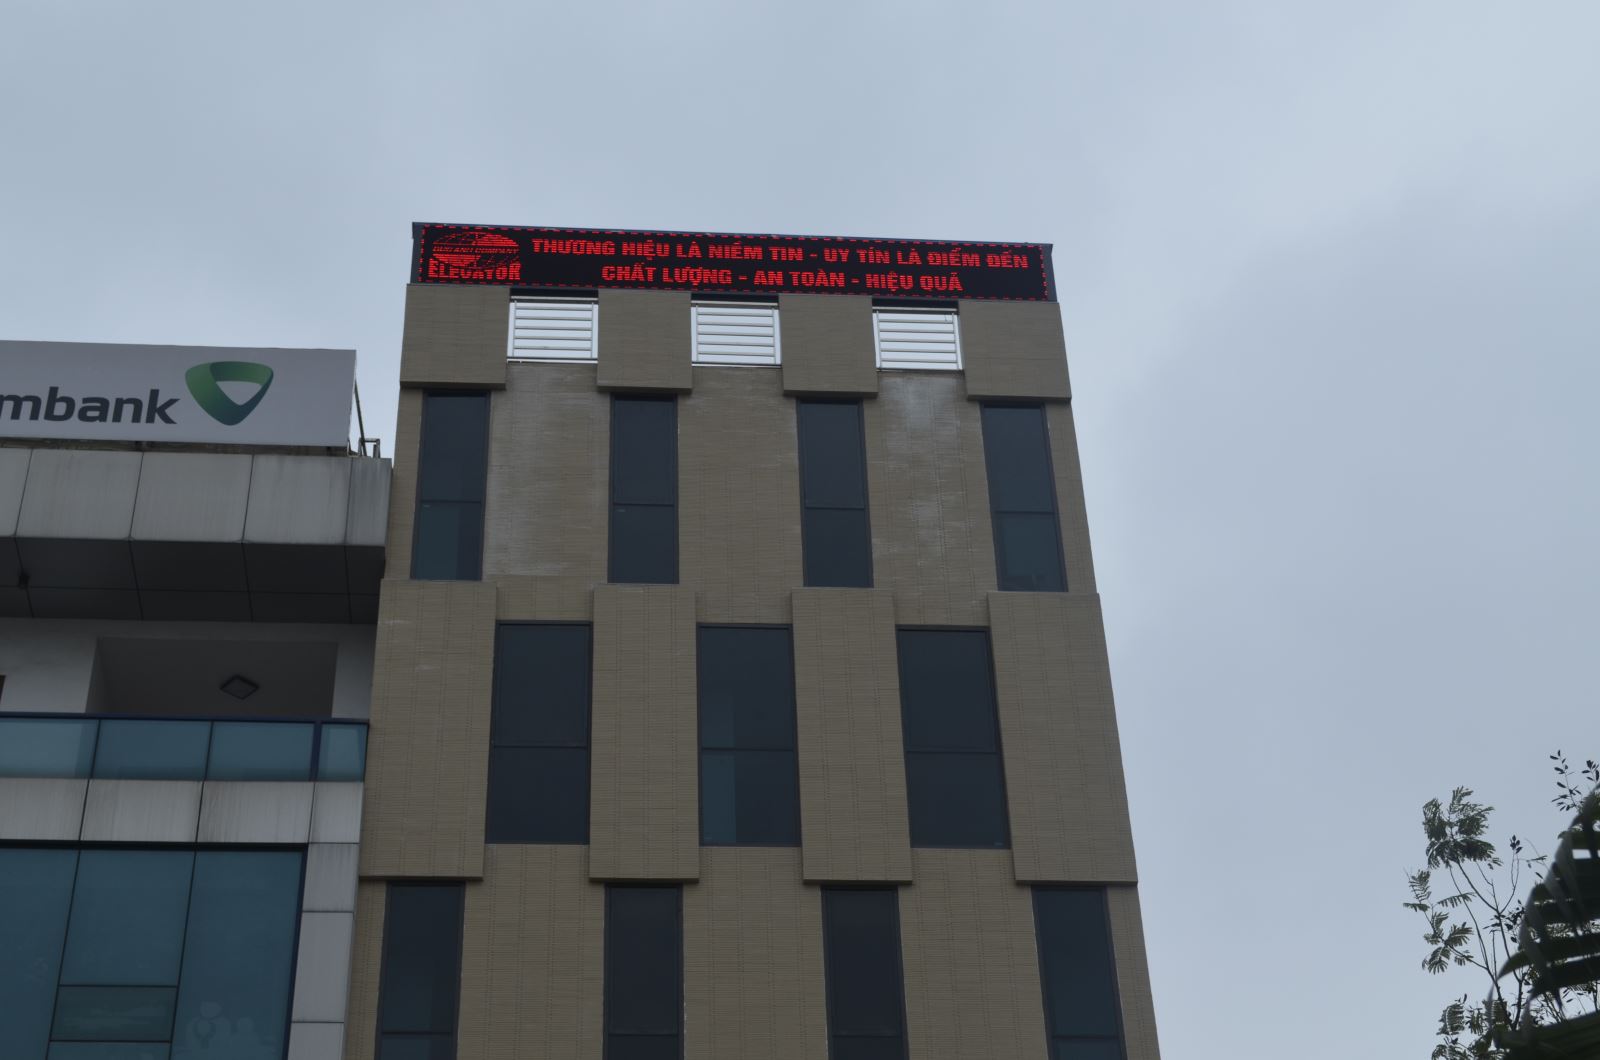 THƯƠNG HIỆU LÀ NIỀM TIN - UY TÍN LÀ ĐIỂM ĐẾN
ELEVATOR
CHẤT LƯỢNG - AN TOÀN - HIỆU QUẢ
mbank